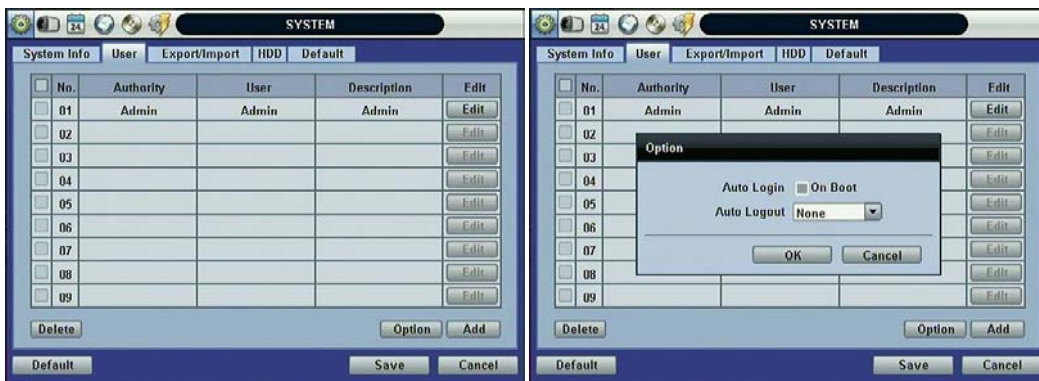 24
SYSTEM
System Info User Export/Import HDD Default
No. Authority User Description Edit
01 Admin Admin Admin Edit
02 Edit
03 Edit
04 Edit
05 Edit
06 Edit
07 Edit
08 Edit
09 Edit
Delete Option Add
Default Save Cancel
24
SYSTEM
System Info User Export/Import HDD Default
No. Authority User Description Edit
01 Admin Admin Admin Edit
02 Edit
03 Edit
04 Edit
05 Edit
06 Edit
07 Edit
08 Edit
09 Edit
Option
Auto Login On Boot
Auto Logout None
OK Cancel
Delete Option Add
Default Save Cancel